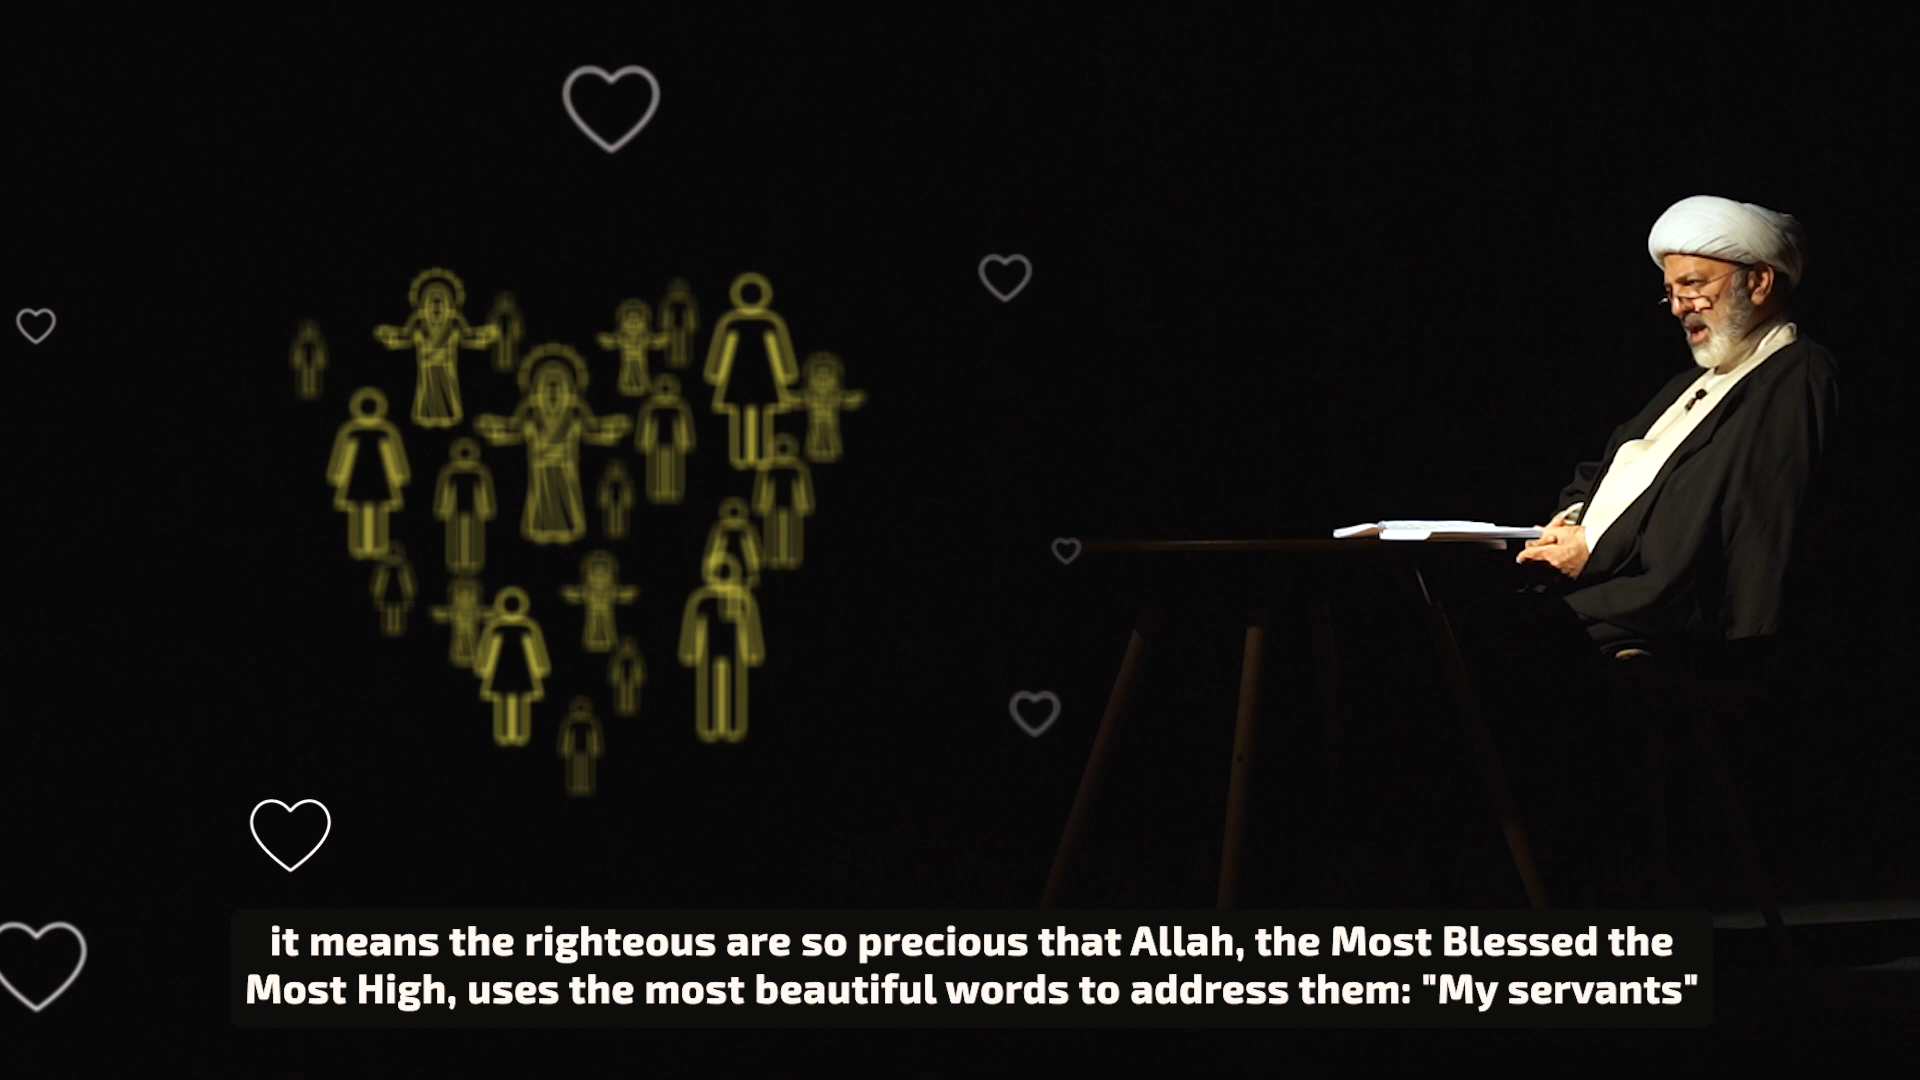 it means the righteous are so precious that Allah, the Most Blessed the
Most High, uses the most beautiful words to address them: "My servants"